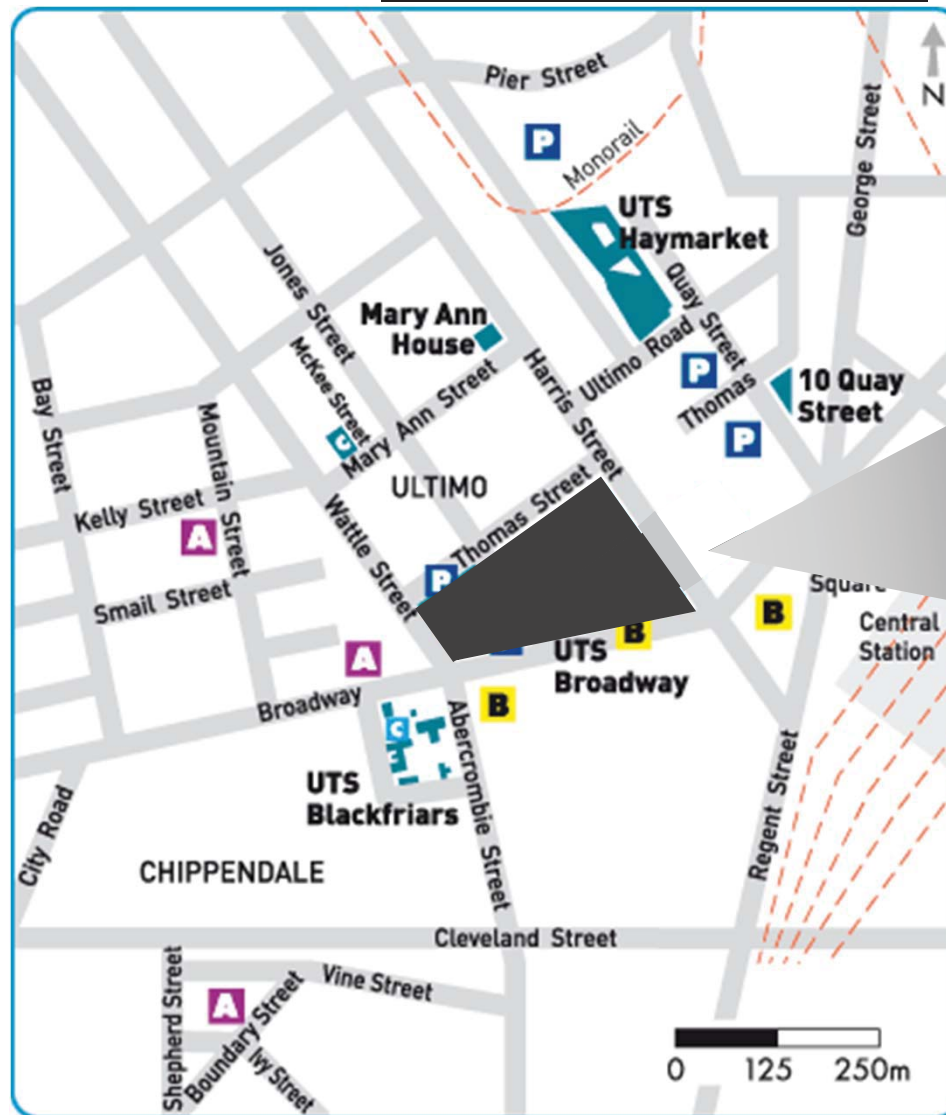 Pier Street
P
Monorail
George Street
N
UTS
Haymarket
Jones Street
Quay Street
Mary Ann
House
McKee Street
Harris Street
Ultimo Road
P
Thomas
10 Quay
Street
Bay Street
Mountain Street
C
Mary Ann Street
P
ULTIMO
Kelly Street
A
Wattle Street
Thomas Street
P
Smail Street
Square
B
B
Central
Station
A
UTS
Broadway
Broadway
B
C
Abercrombie Street
UTS
Blackfriars
Regent Street
City Road
CHIPPENDALE
Cleveland Street
Shepherd Street
A
Vine Street
Boundary Street
Ivy Street
0 125 250m